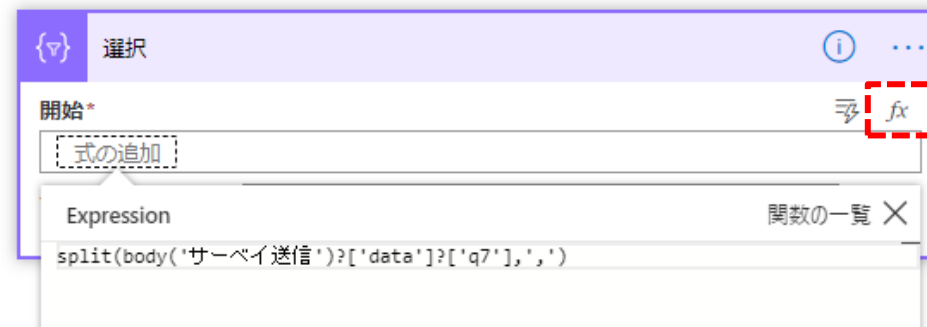 選択
開始*
fx
式の追加
Expression 関数の一覧
split(body('サーベイ送信')?['data']?['q7'],',')